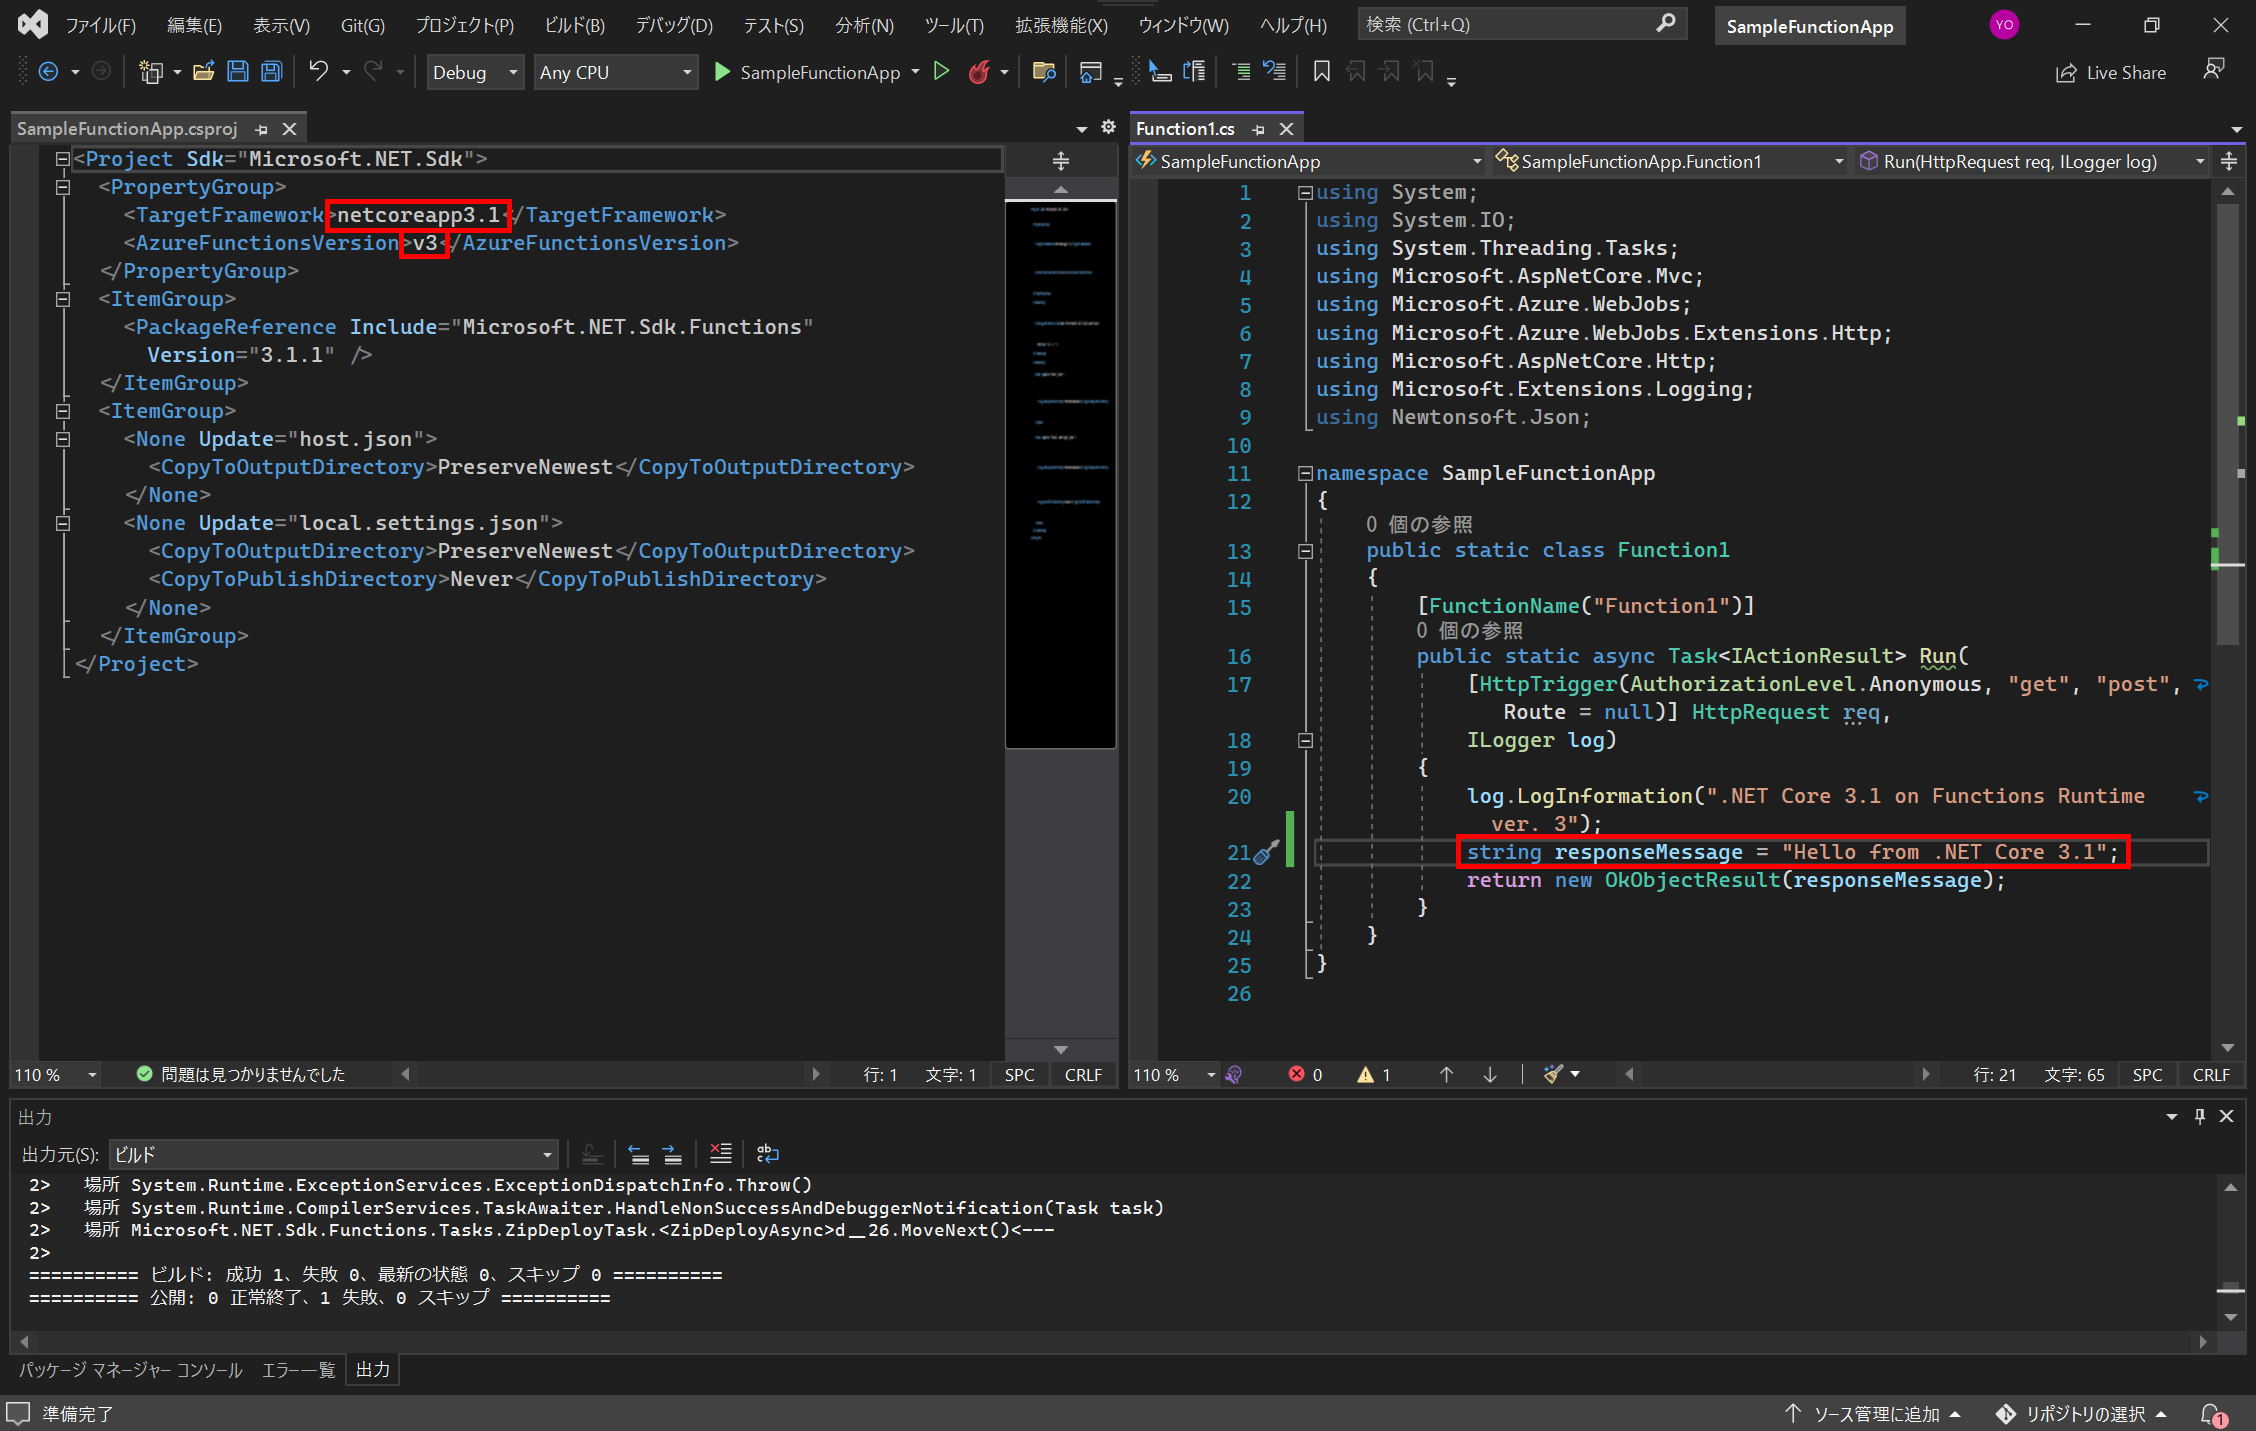 ファイル(F) 編集(E) 表示(V) Git(G) プロジェクト(P) ビルド(B) デバッグ(D) テスト(S) 分析(N) ツール(T) 拡張機能(X) ウィンドウ(W) ヘルプ(H) 検索 (Ctrl+Q) SampleFunctionApp YO
Debug Any CPU SampleFunctionApp Live Share
SampleFunctionApp.csproj
<Project Sdk="Microsoft.NET.Sdk">
<PropertyGroup>
<TargetFramework>netcoreapp3.1</TargetFramework>
<AzureFunctionsVersion>v3</AzureFunctionsVersion>
</PropertyGroup>
<ItemGroup>
<PackageReference Include="Microsoft.NET.Sdk.Functions"
Version="3.1.1" />
</ItemGroup>
<ItemGroup>
<None Update="host.json">
<CopyToOutputDirectory>PreserveNewest</CopyToOutputDirectory>
</None>
<None Update="local.settings.json">
<CopyToOutputDirectory>PreserveNewest</CopyToOutputDirectory>
<CopyToPublishDirectory>Never</CopyToPublishDirectory>
</None>
</ItemGroup>
</Project>
110 % 問題は見つかりませんでした 行: 1 文字: 1 SPC CRLF
Function1.cs
SampleFunctionApp SampleFunctionApp.Function1 Run(HttpRequest req, ILogger log)
1 using System;
2 using System.IO;
3 using System.Threading.Tasks;
4 using Microsoft.AspNetCore.Mvc;
5 using Microsoft.Azure.WebJobs;
6 using Microsoft.Azure.WebJobs.Extensions.Http;
7 using Microsoft.AspNetCore.Http;
8 using Microsoft.Extensions.Logging;
9 using Newtonsoft.Json;
10
11 namespace SampleFunctionApp
12 {
0 個の参照
13 public static class Function1
14 {
15 [FunctionName("Function1")]
0 個の参照
16 public static async Task<IActionResult> Run(
17 [HttpTrigger(AuthorizationLevel.Anonymous, "get", "post",
Route = null)] HttpRequest req,
18 ILogger log)
19 {
20 log.LogInformation(".NET Core 3.1 on Functions Runtime
ver. 3");
21 string responseMessage = "Hello from .NET Core 3.1";
22 return new OkObjectResult(responseMessage);
23 }
24 }
25 }
26
110 % 0 1 行: 21 文字: 65 SPC CRLF
出力
出力元(S): ビルド
2> 場所 System.Runtime.ExceptionServices.ExceptionDispatchInfo.Throw()
2> 場所 System.Runtime.CompilerServices.TaskAwaiter.HandleNonSuccessAndDebuggerNotification(Task task)
2> 場所 Microsoft.NET.Sdk.Functions.Tasks.ZipDeployTask.<ZipDeployAsync>d__26.MoveNext()<---
2>
========== ビルド: 成功 1、失敗 0、最新の状態 0、スキップ 0 ==========
========== 公開: 0 正常終了、1 失敗、0 スキップ ==========
パッケージ マネージャー コンソール エラー一覧 出力
準備完了 ソース管理に追加 リポジトリの選択 1